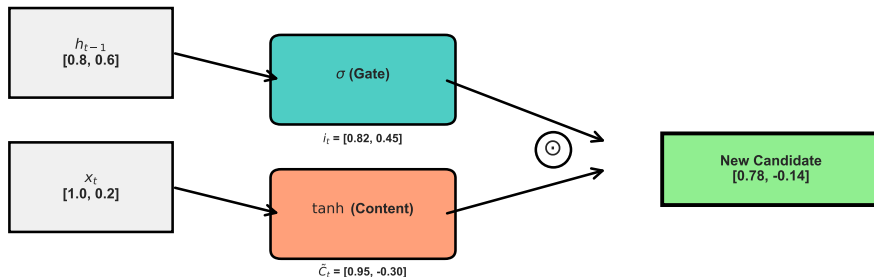 h_{t−1}
[0.8, 0.6]
σ (Gate)
i_t = [0.82, 0.45]
⊙
New Candidate
[0.78, -0.14]
x_t
[1.0, 0.2]
tanh (Content)
C̃_t = [0.95, -0.30]